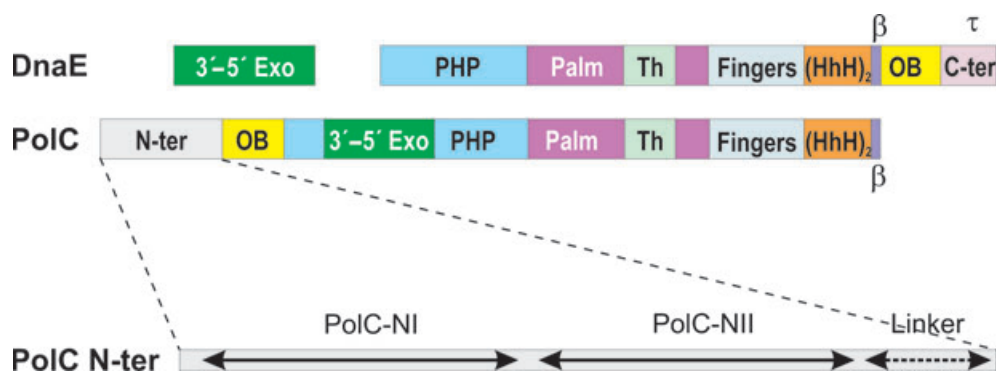 β τ
DnaE 3´–5´ Exo PHP Palm Th Fingers (HhH)₂ OB C-ter
PolC N-ter OB 3´–5´ Exo PHP Palm Th Fingers (HhH)₂
β
PolC-NI PolC-NII Linker
PolC N-ter